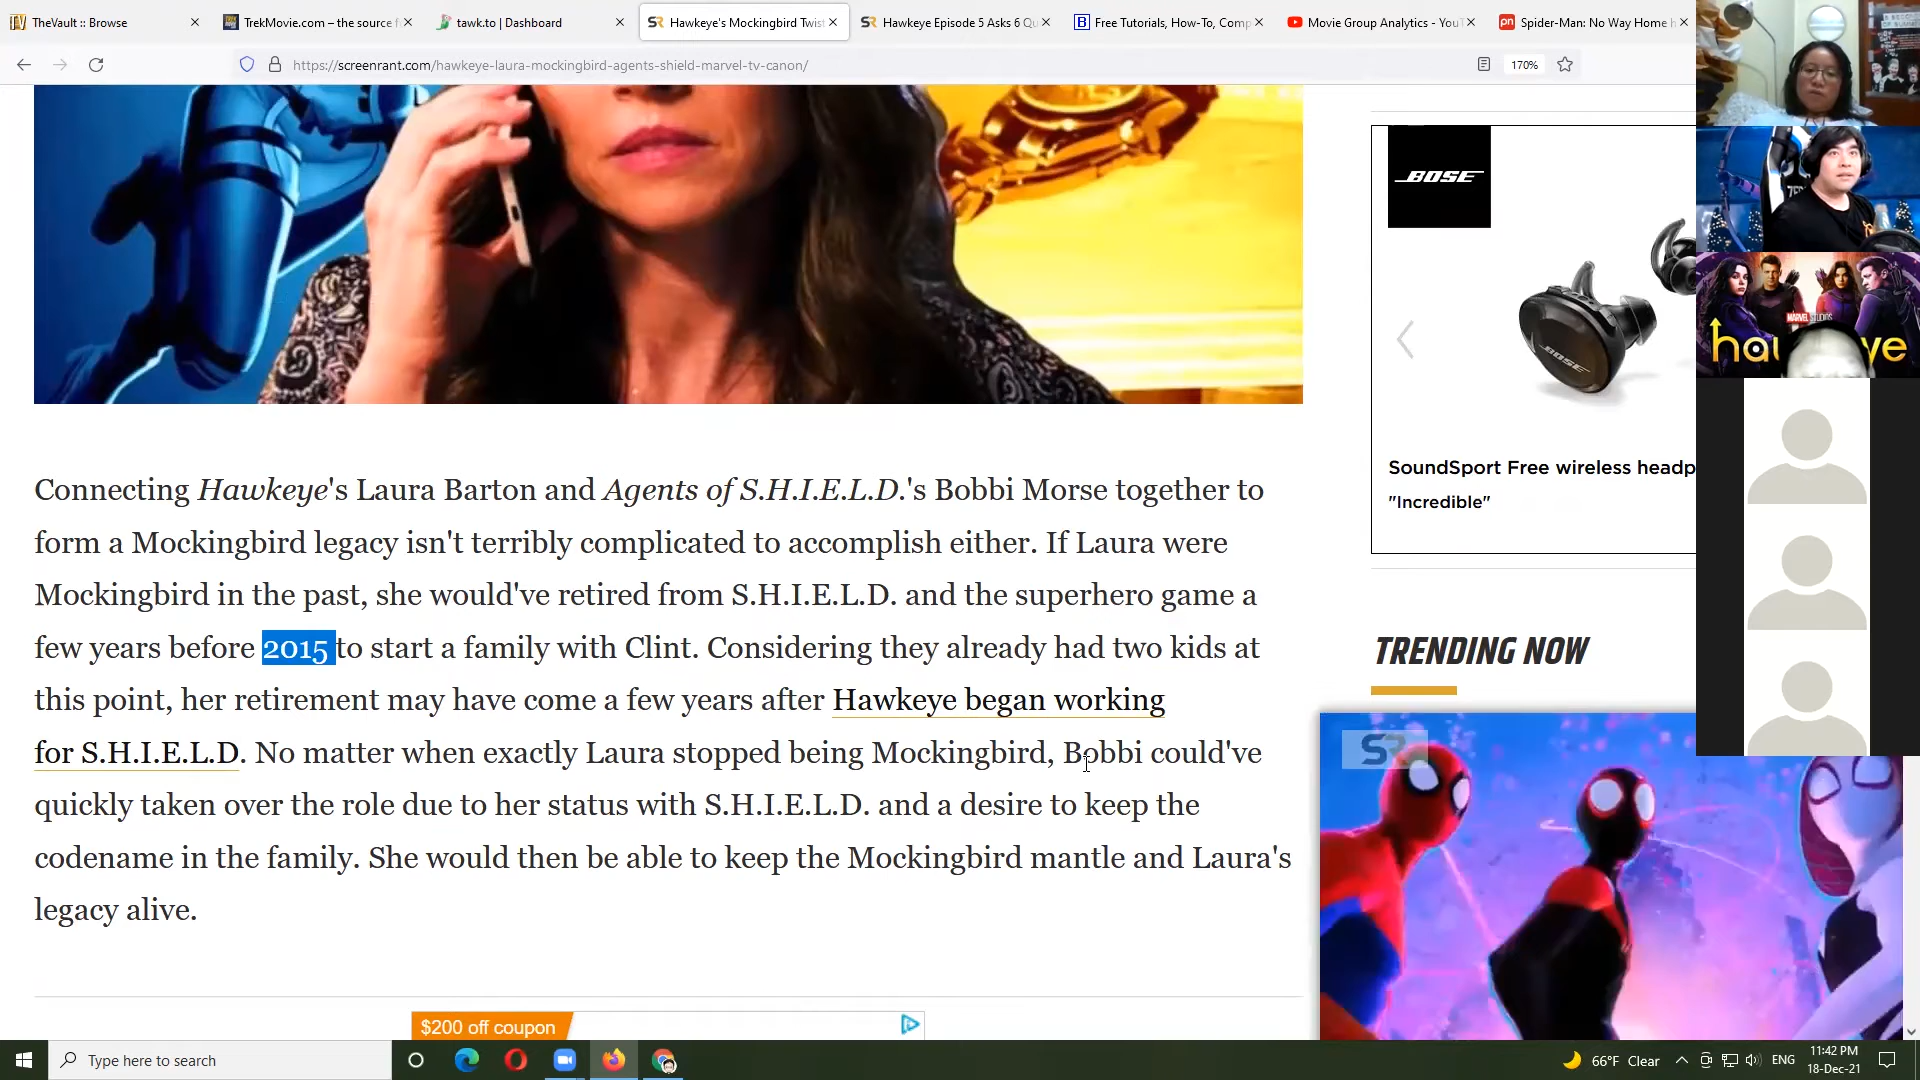 TheVault :: Browse
TrekMovie.com – the source f
tawk.to | Dashboard
Hawkeye's Mockingbird Twist
Hawkeye Episode 5 Asks 6 Qu
Free Tutorials, How-To, Comp
Movie Group Analytics - YouT
Spider-Man: No Way Home h
https://screenrant.com/hawkeye-laura-mockingbird-agents-shield-marvel-tv-canon/
170%
BOSE
SoundSport Free wireless headp
"Incredible"
MARVEL STUDIOS
Connecting Hawkeye's Laura Barton and Agents of S.H.I.E.L.D.'s Bobbi Morse together to
form a Mockingbird legacy isn't terribly complicated to accomplish either. If Laura were
Mockingbird in the past, she would've retired from S.H.I.E.L.D. and the superhero game a
few years before 2015 to start a family with Clint. Considering they already had two kids at
this point, her retirement may have come a few years after Hawkeye began working
for S.H.I.E.L.D. No matter when exactly Laura stopped being Mockingbird, Bobbi could've
quickly taken over the role due to her status with S.H.I.E.L.D. and a desire to keep the
codename in the family. She would then be able to keep the Mockingbird mantle and Laura's
legacy alive.
TRENDING NOW
SR
$200 off coupon
Type here to search
66°F Clear
ENG
11:42 PM
18-Dec-21